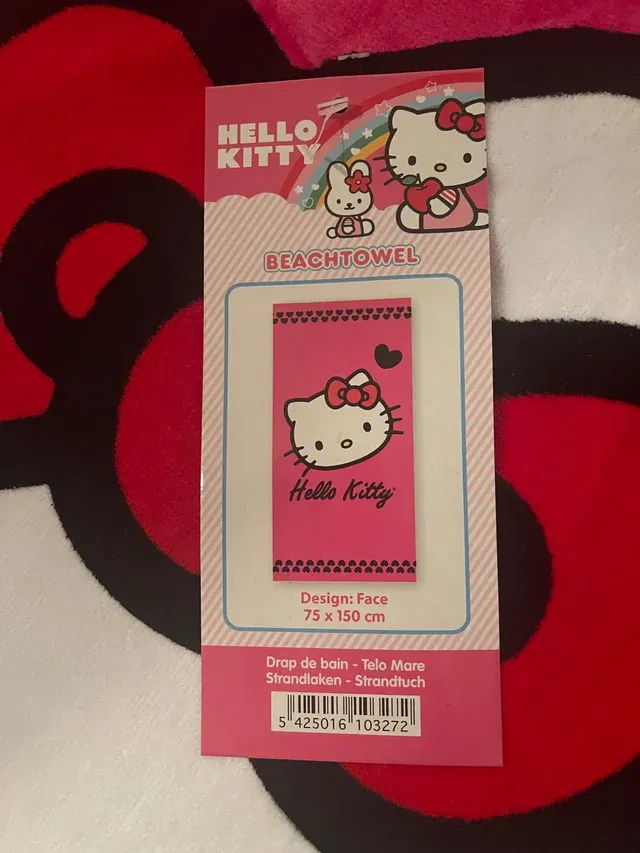 HELLO
KITTY
BEACHTOWEL
Hello Kitty
Design: Face
75 x 150 cm
Drap de bain - Telo Mare
Strandlaken - Strandtuch
5 425016 103272